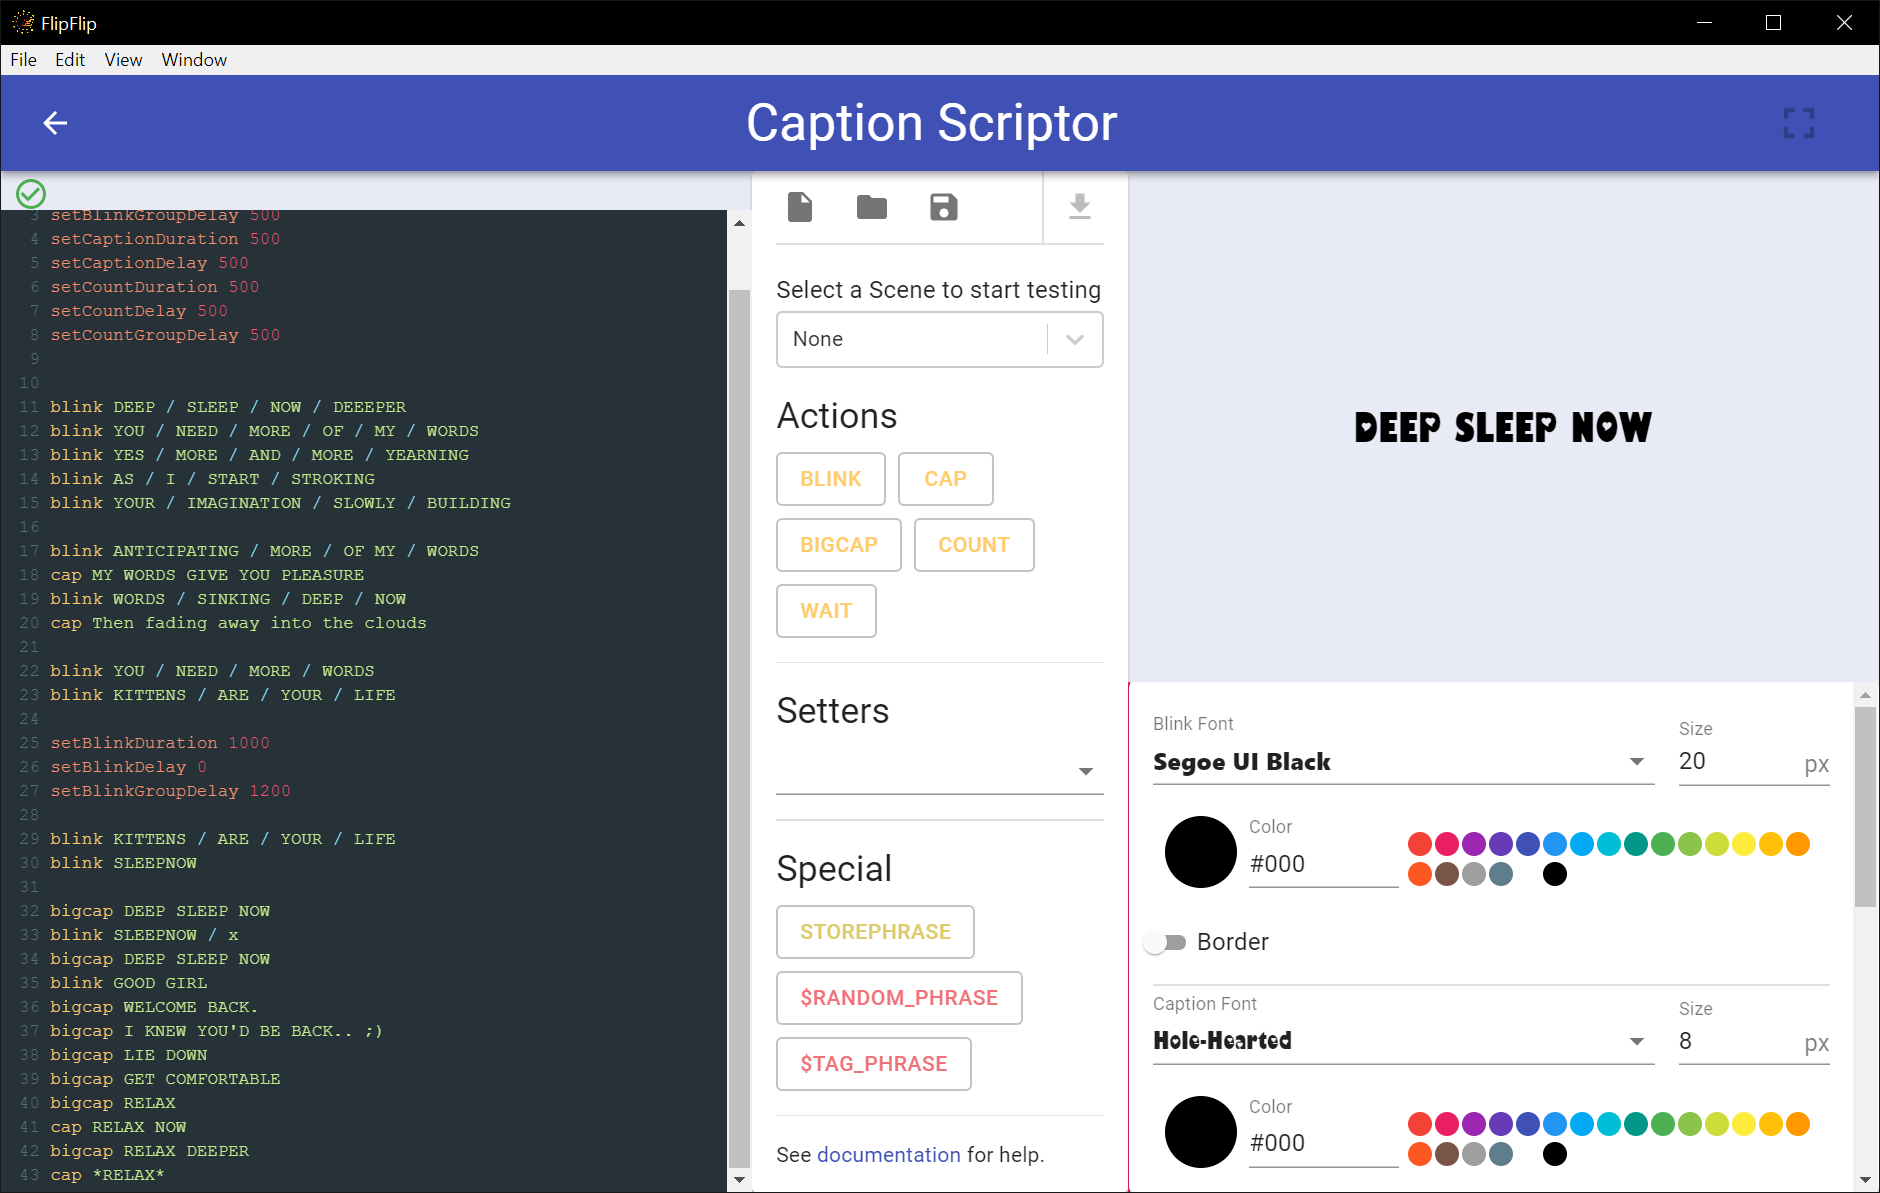 FlipFlip
File Edit View Window
Caption Scriptor
3 setBlinkGroupDelay 500
4 setCaptionDuration 500
5 setCaptionDelay 500
6 setCountDuration 500
7 setCountDelay 500
8 setCountGroupDelay 500
9
10
11 blink DEEP / SLEEP / NOW / DEEEPER
12 blink YOU / NEED / MORE / OF / MY / WORDS
13 blink YES / MORE / AND / MORE / YEARNING
14 blink AS / I / START / STROKING
15 blink YOUR / IMAGINATION / SLOWLY / BUILDING
16
17 blink ANTICIPATING / MORE / OF MY / WORDS
18 cap MY WORDS GIVE YOU PLEASURE
19 blink WORDS / SINKING / DEEP / NOW
20 cap Then fading away into the clouds
21
22 blink YOU / NEED / MORE / WORDS
23 blink KITTENS / ARE / YOUR / LIFE
24
25 setBlinkDuration 1000
26 setBlinkDelay 0
27 setBlinkGroupDelay 1200
28
29 blink KITTENS / ARE / YOUR / LIFE
30 blink SLEEPNOW
31
32 bigcap DEEP SLEEP NOW
33 blink SLEEPNOW / x
34 bigcap DEEP SLEEP NOW
35 blink GOOD GIRL
36 bigcap WELCOME BACK.
37 bigcap I KNEW YOU'D BE BACK.. ;)
38 bigcap LIE DOWN
39 bigcap GET COMFORTABLE
40 bigcap RELAX
41 cap RELAX NOW
42 bigcap RELAX DEEPER
43 cap *RELAX*
Select a Scene to start testing
None
Actions
BLINK CAP
BIGCAP COUNT
WAIT
Setters
Special
STOREPHRASE
$RANDOM_PHRASE
$TAG_PHRASE
See documentation for help.
DEEP SLEEP NOW
Blink Font
Size
Segoe UI Black
20 px
Color
#000
Border
Caption Font
Size
Hole-Hearted
8 px
Color
#000